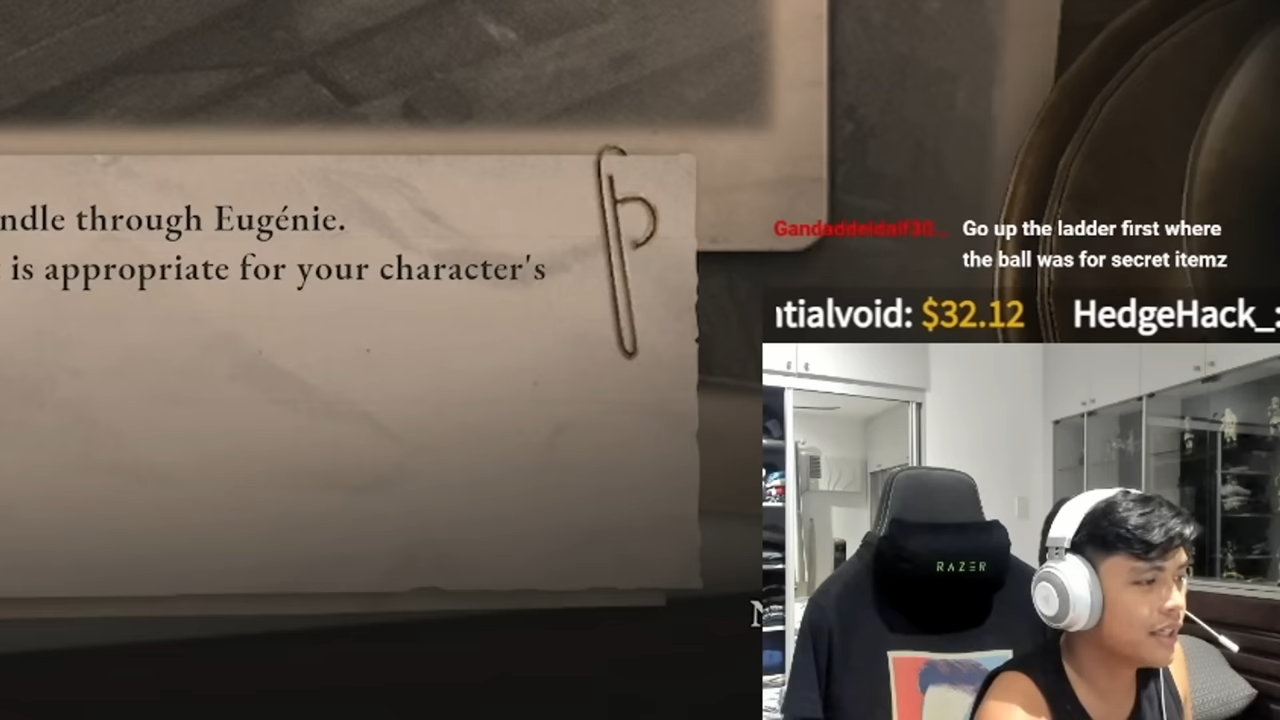 ndle through Eugénie.
is appropriate for your character's
Go up the ladder first where
the ball was for secret itemz
ntialvoid: $32.12 HedgeHack_:
RAZER